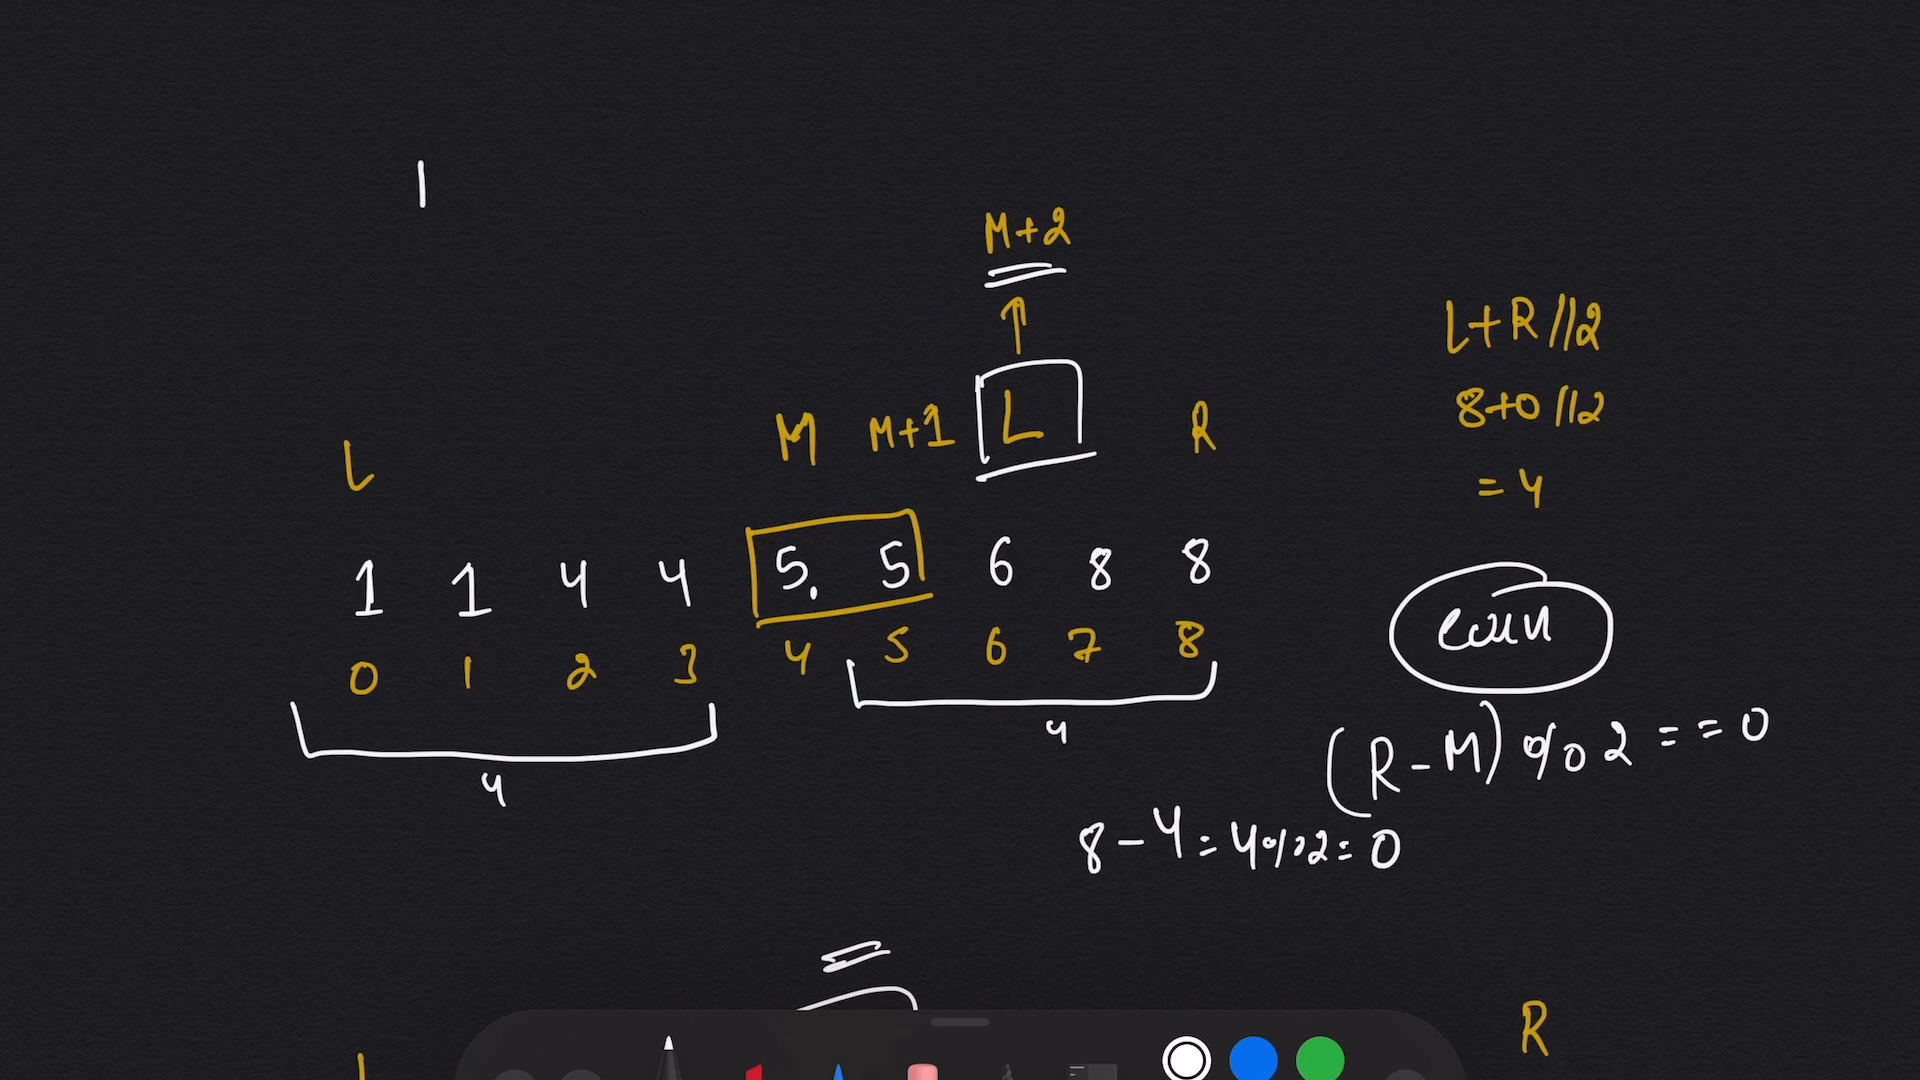 1
M+2
↑
L M M+1 L R
1 1 4 4 5. 5 6 8 8
0 1 2 3 4 5 6 7 8
4
4
L+R//2
8+0//2
= 4
(R-M)%2==0
8-4=4%2=0
R